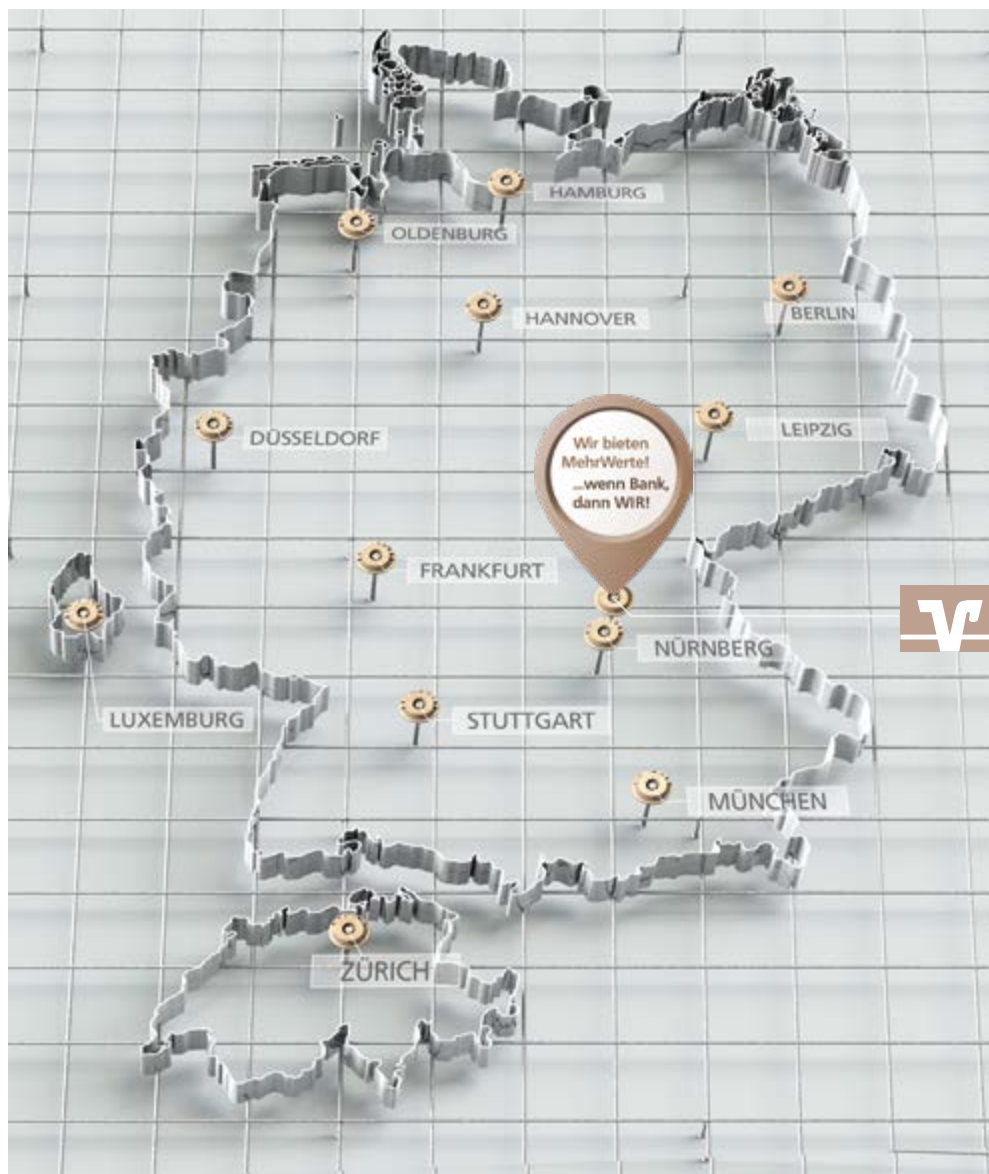 HAMBURG
OLDENBURG
HANNOVER
BERLIN
DÜSSELDORF
LEIPZIG
Wir bieten
MehrWerte!
...wenn Bank,
dann WIR!
FRANKFURT
NÜRNBERG
LUXEMBURG
STUTTGART
MÜNCHEN
ZÜRICH